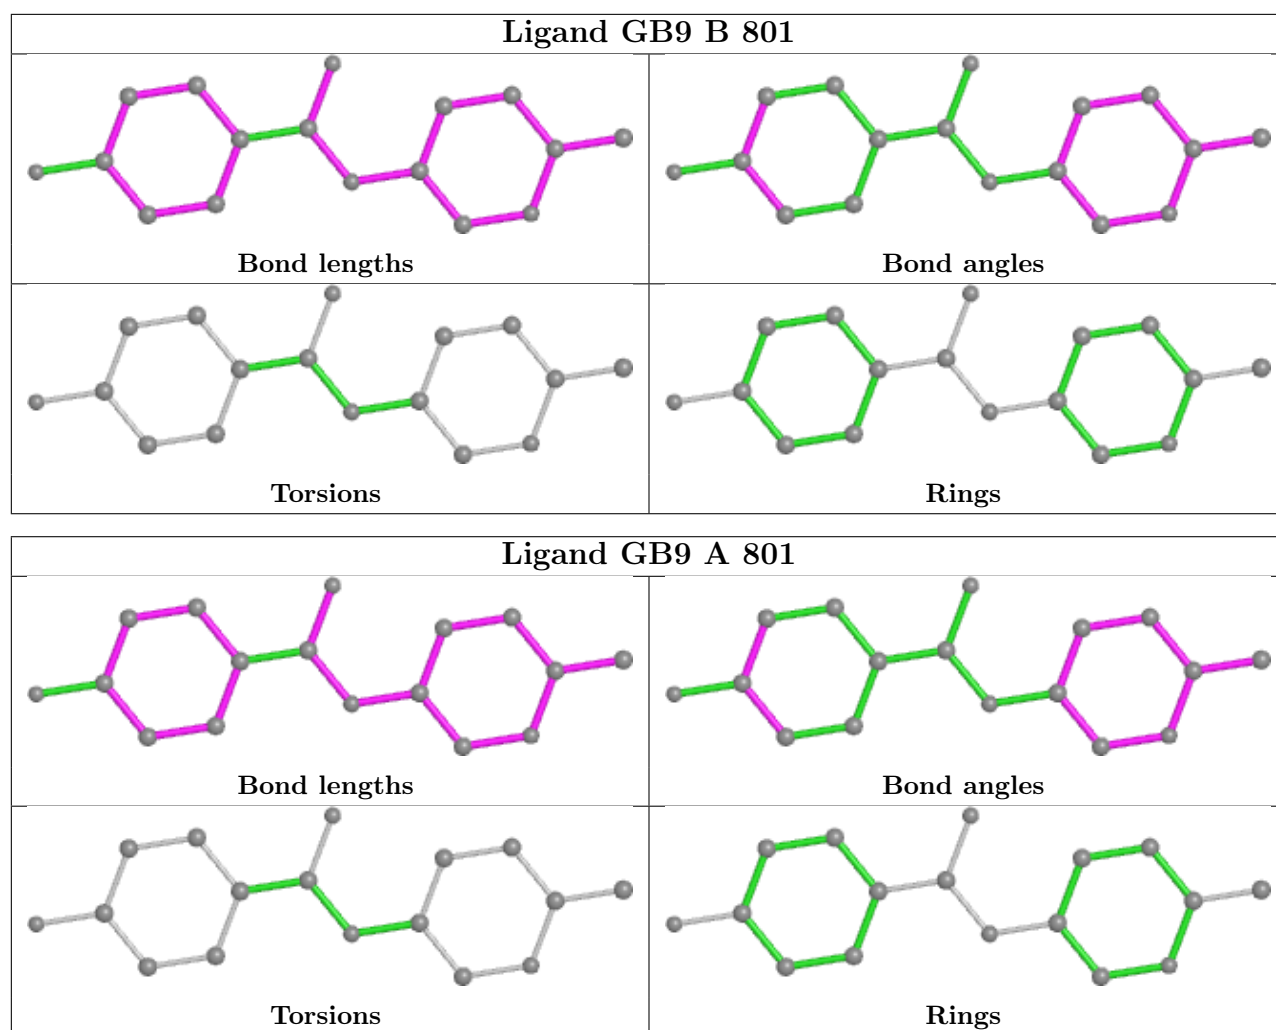 Ligand GB9 B 801
Bond lengths
Bond angles
Torsions
Rings
Ligand GB9 A 801
Bond lengths
Bond angles
Torsions
Rings